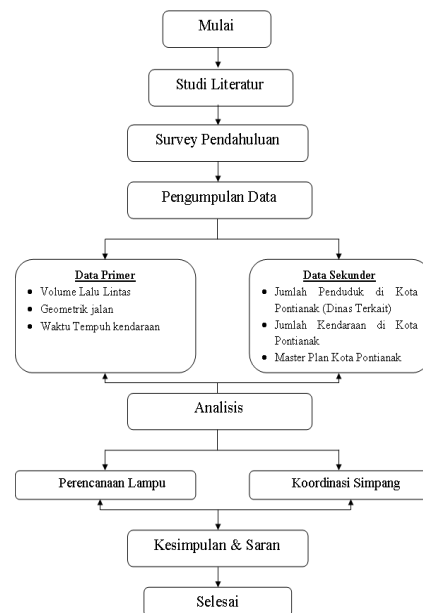 Mulai
Studi Literatur
Survey Pendahuluan
Pengumpulan Data
Data Primer
• Volume Lalu Lintas
• Geometrik jalan
• Waktu Tempuh kendaraan
Data Sekunder
• Jumlah Penduduk di Kota
Pontianak (Dinas Terkait)
• Jumlah Kendaraan di Kota
Pontianak
• Master Plan Kota Pontianak
Analisis
Perencanaan Lampu
Koordinasi Simpang
Kesimpulan & Saran
Selesai